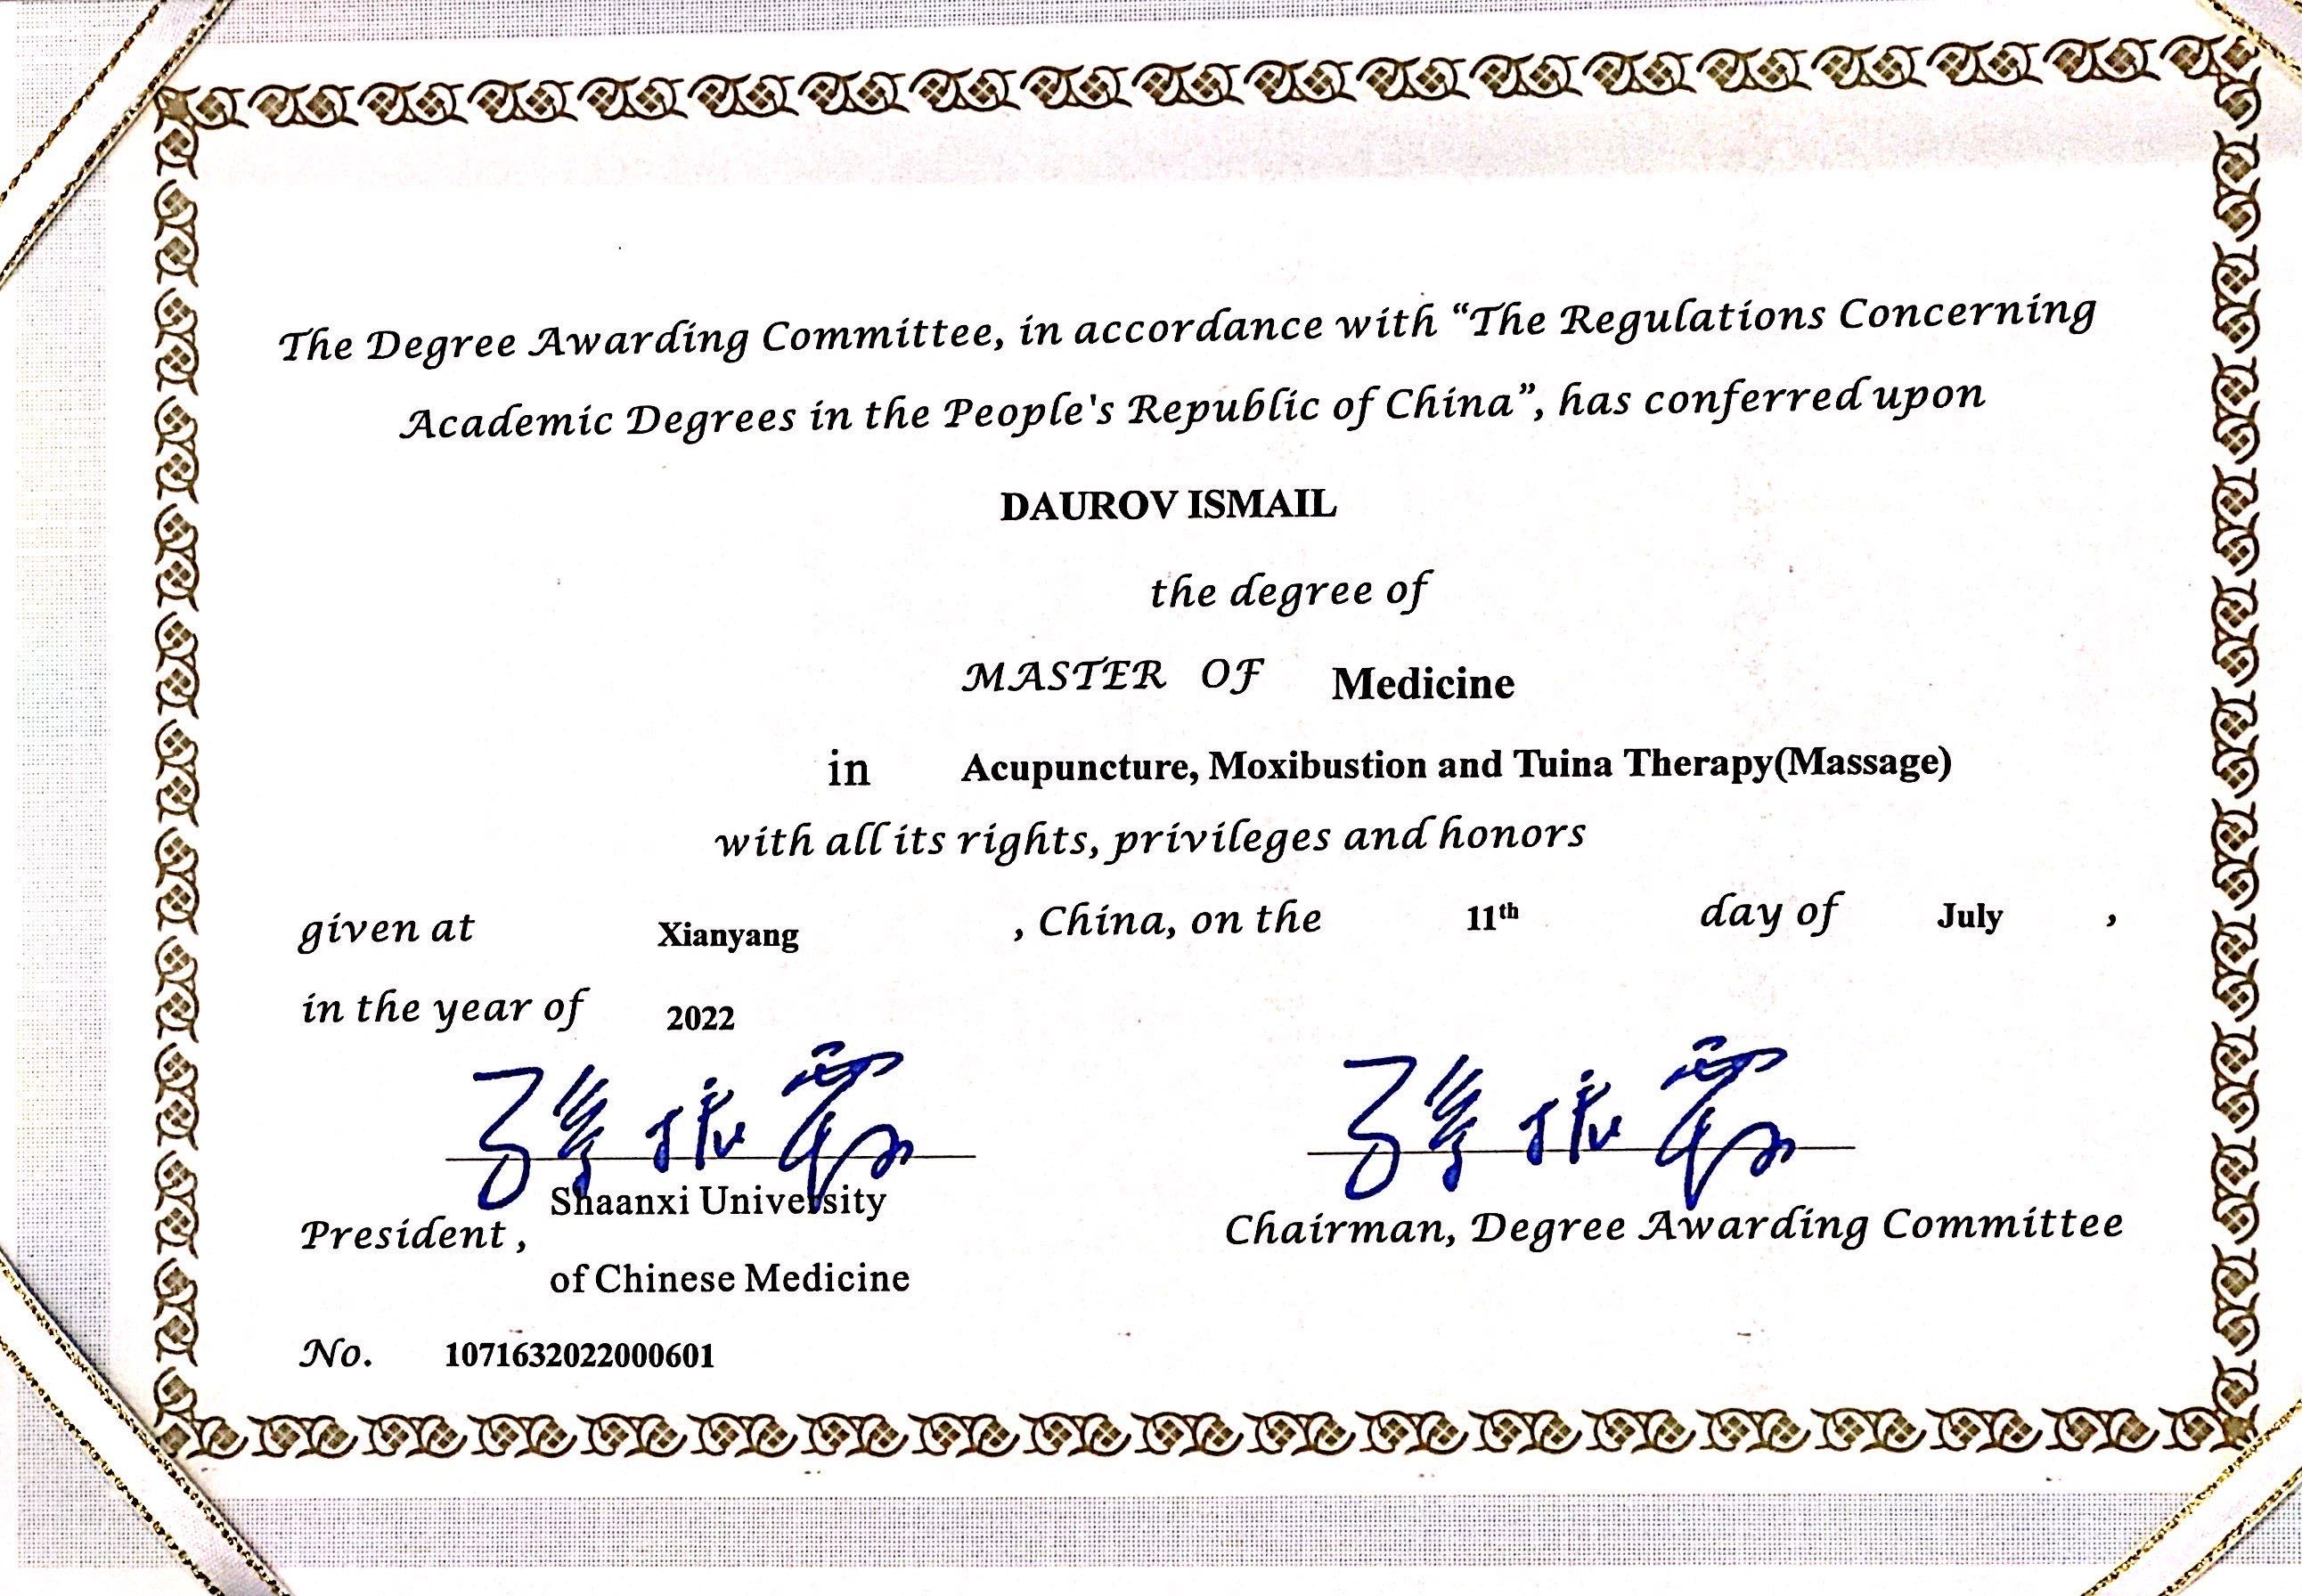 The Degree Awarding Committee, in accordance with “The Regulations Concerning
Academic Degrees in the People's Republic of China”, has conferred upon
DAUROV ISMAIL
the degree of
MASTER OF Medicine
in Acupuncture, Moxibustion and Tuina Therapy(Massage)
with all its rights, privileges and honors
given at Xianyang , China, on the 11th day of July ,
in the year of 2022
President , Shaanxi University
of Chinese Medicine
Chairman, Degree Awarding Committee
No. 1071632022000601